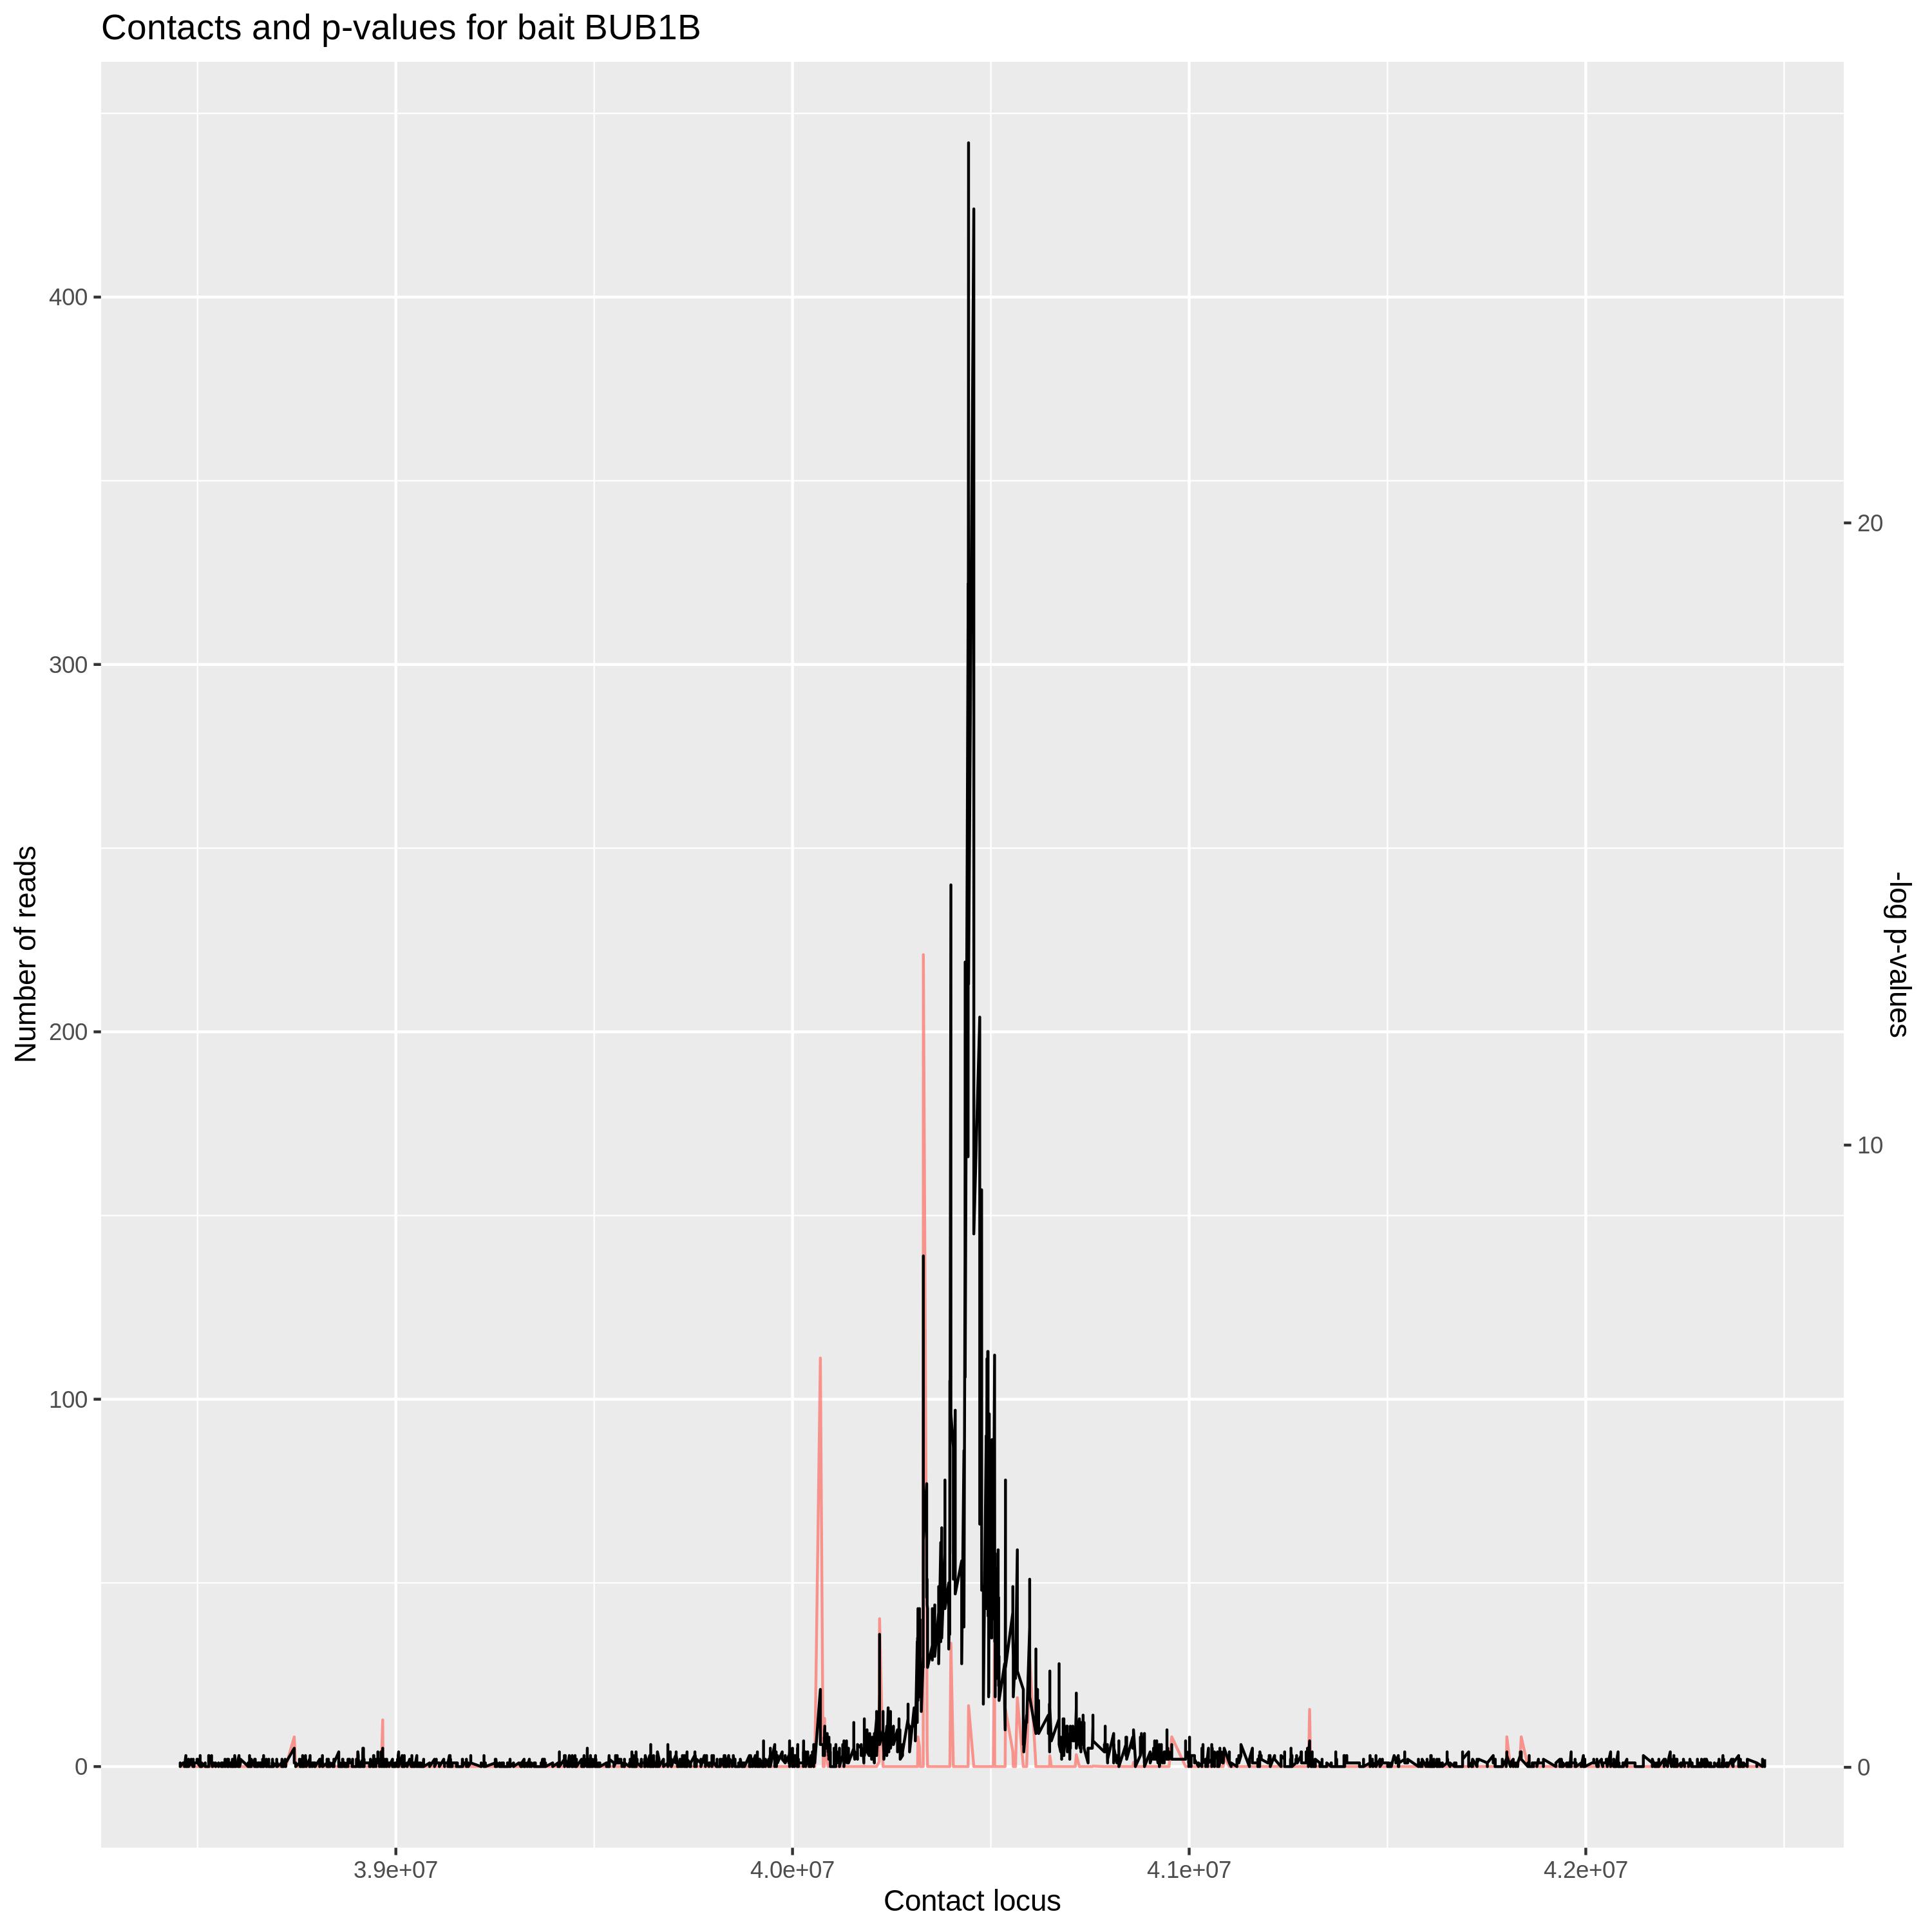 Contacts and p-values for bait BUB1B
400
300
200
100
0
Number of reads
20
10
0
-log p-values
3.9e+07
4.0e+07
4.1e+07
4.2e+07
Contact locus